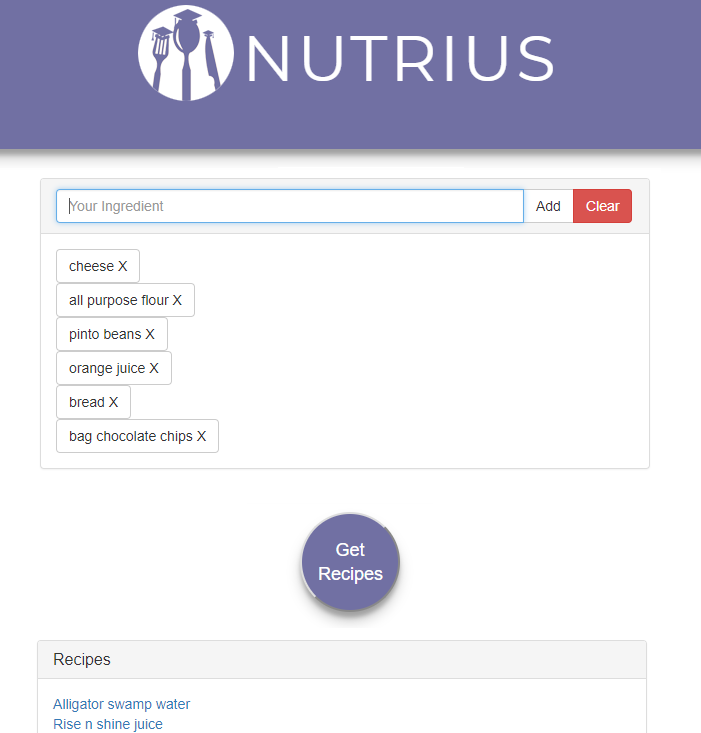 NUTRIUS
Your Ingredient Add Clear
cheese X
all purpose flour X
pinto beans X
orange juice X
bread X
bag chocolate chips X
Get
Recipes
Recipes
Alligator swamp water
Rise n shine juice